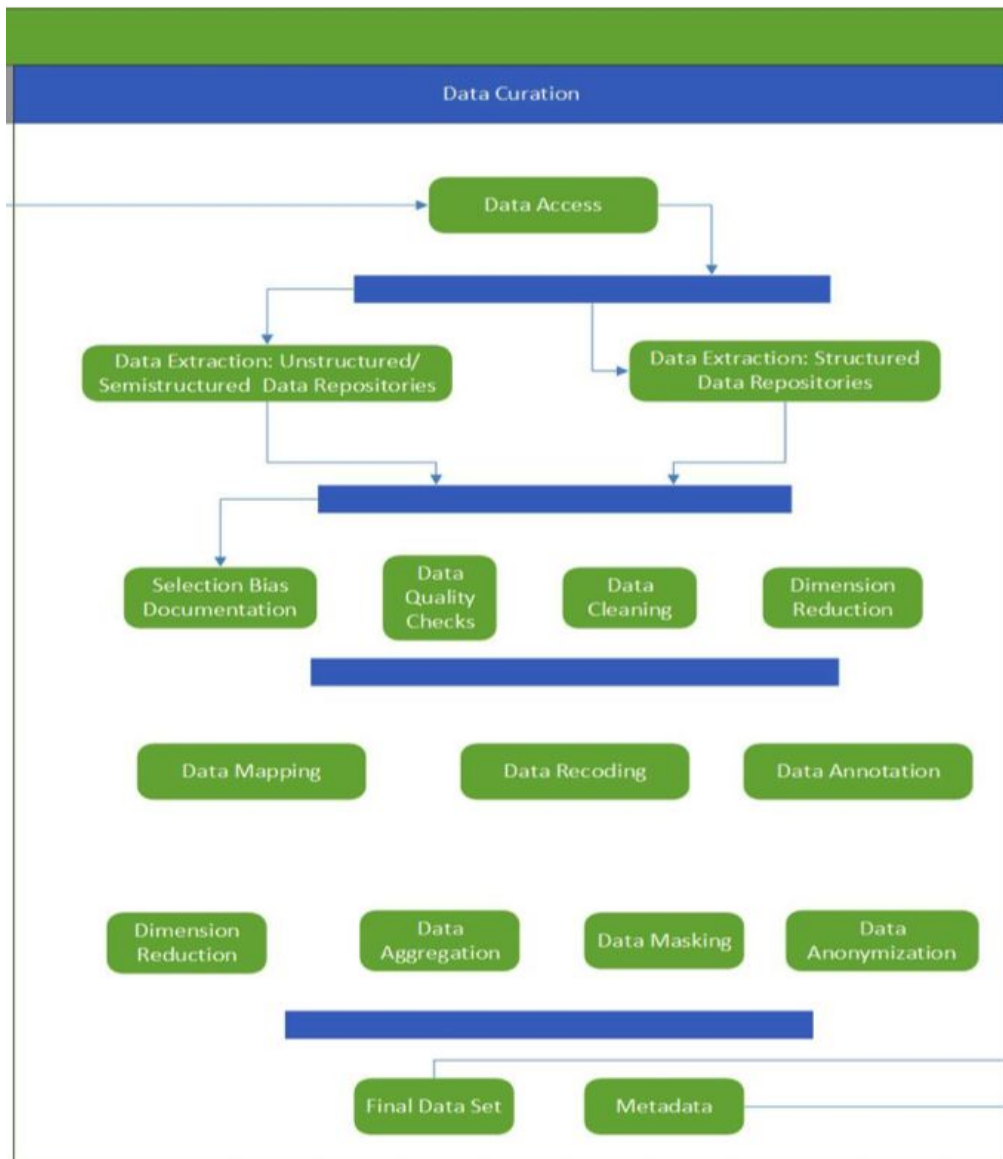 Data Curation
Data Access
Data Extraction: Unstructured/
Semistructured Data Repositories
Data Extraction: Structured
Data Repositories
Selection Bias
Documentation
Data
Quality
Checks
Data
Cleaning
Dimension
Reduction
Data Mapping
Data Recoding
Data Annotation
Dimension
Reduction
Data
Aggregation
Data Masking
Data
Anonymization
Final Data Set
Metadata